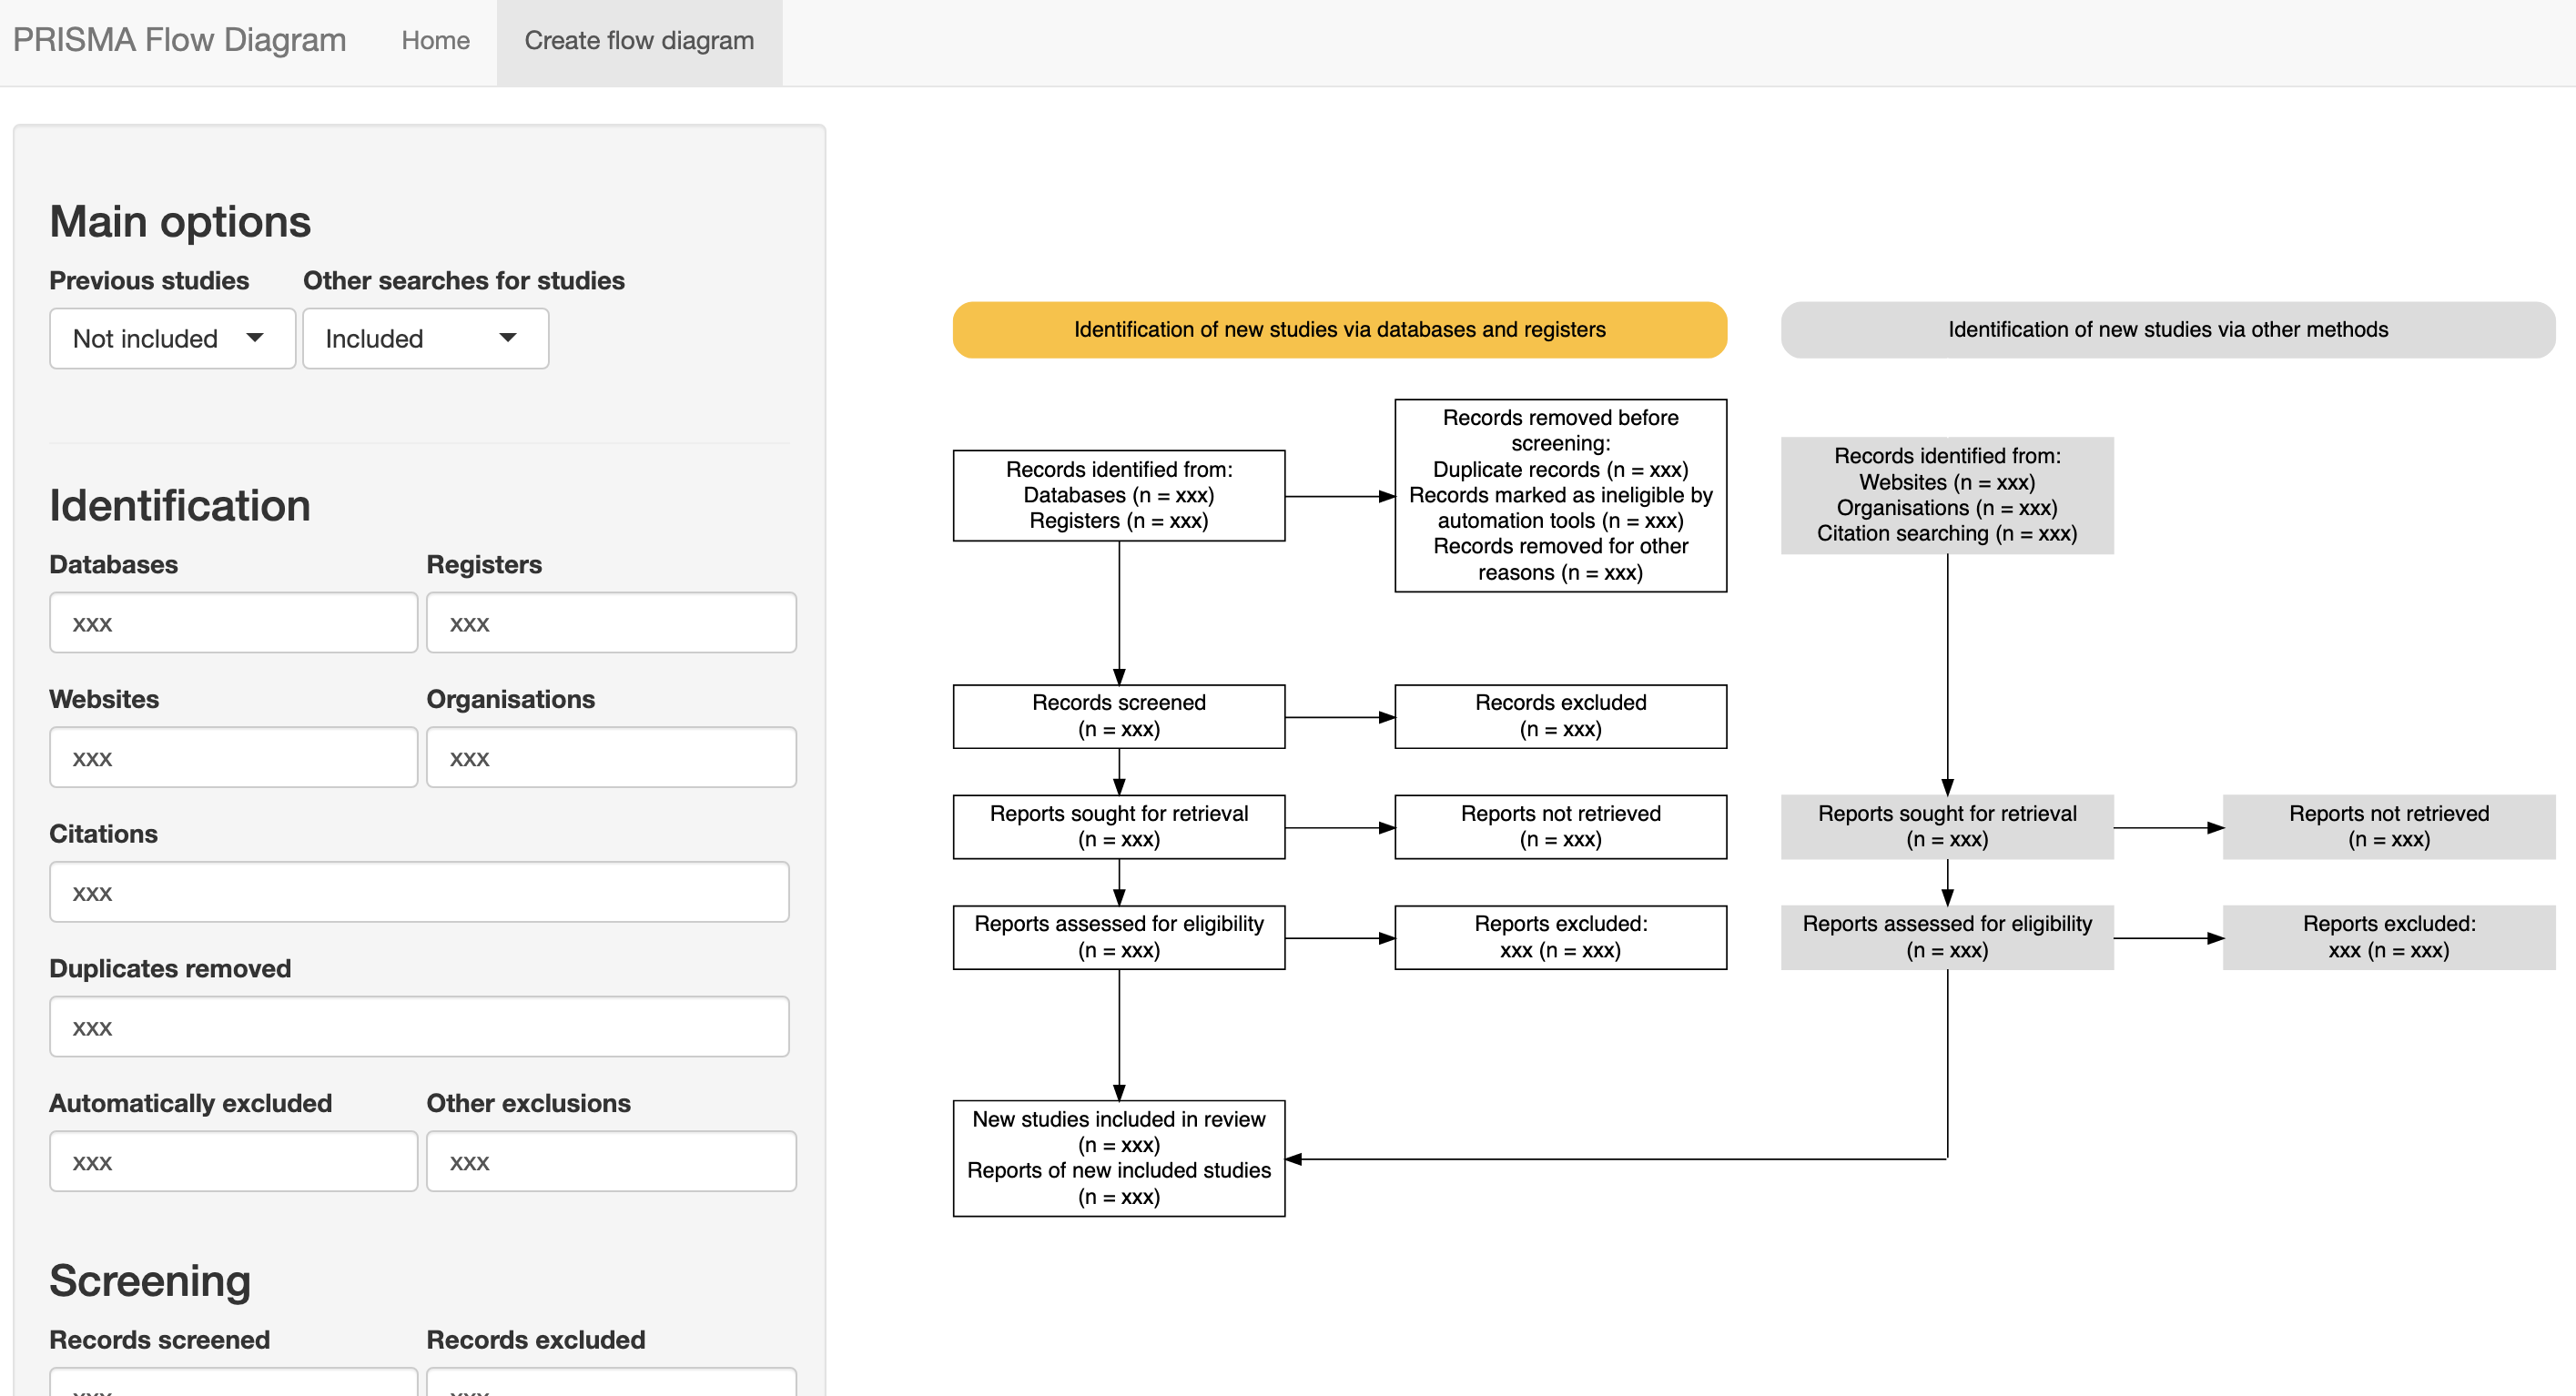 PRISMA Flow Diagram
Home
Create flow diagram
Main options
Previous studies
Other searches for studies
Not included
Included
Identification
Databases
Registers
xxx
xxx
Websites
Organisations
xxx
xxx
Citations
xxx
Duplicates removed
xxx
Automatically excluded
Other exclusions
xxx
xxx
Screening
Records screened
Records excluded
xxx
xxx
Identification of new studies via databases and registers
Identification of new studies via other methods
Records identified from:
Databases (n = xxx)
Registers (n = xxx)
Records removed before
screening:
Duplicate records (n = xxx)
Records marked as ineligible by
automation tools (n = xxx)
Records removed for other
reasons (n = xxx)
Records identified from:
Websites (n = xxx)
Organisations (n = xxx)
Citation searching (n = xxx)
Records screened
(n = xxx)
Records excluded
(n = xxx)
Reports sought for retrieval
(n = xxx)
Reports not retrieved
(n = xxx)
Reports sought for retrieval
(n = xxx)
Reports not retrieved
(n = xxx)
Reports assessed for eligibility
(n = xxx)
Reports excluded:
xxx (n = xxx)
Reports assessed for eligibility
(n = xxx)
Reports excluded:
xxx (n = xxx)
New studies included in review
(n = xxx)
Reports of new included studies
(n = xxx)